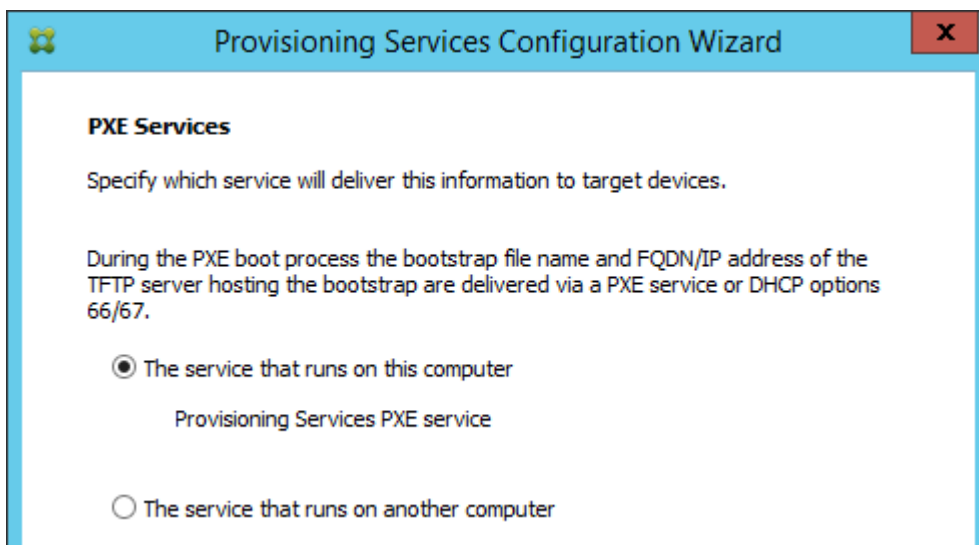 Provisioning Services Configuration Wizard
x
PXE Services
Specify which service will deliver this information to target devices.
During the PXE boot process the bootstrap file name and FQDN/IP address of the
TFTP server hosting the bootstrap are delivered via a PXE service or DHCP options
66/67.
The service that runs on this computer
Provisioning Services PXE service
The service that runs on another computer